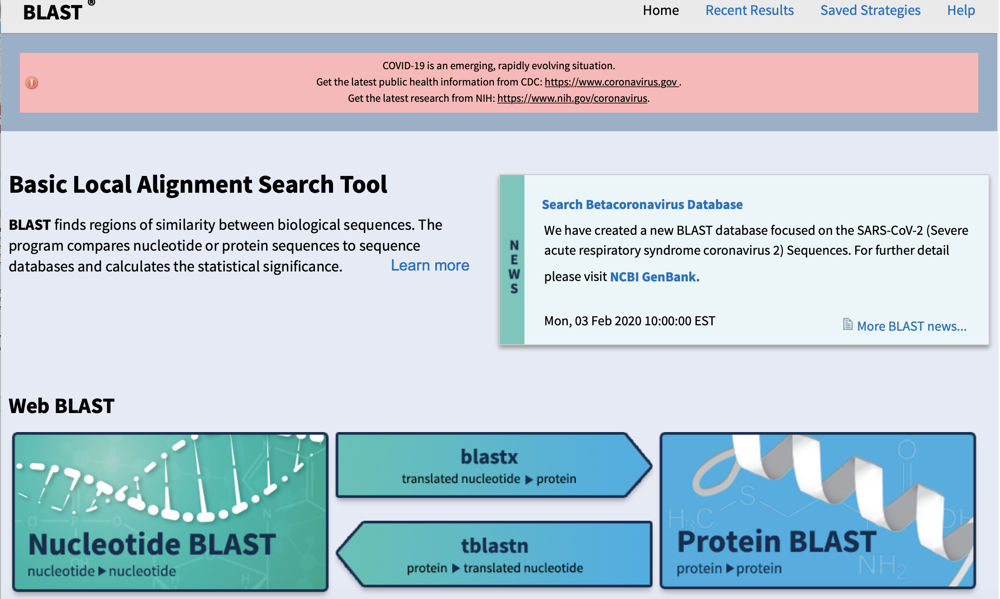 BLAST ®
Home Recent Results Saved Strategies Help
COVID-19 is an emerging, rapidly evolving situation.
Get the latest public health information from CDC: https://www.coronavirus.gov .
Get the latest research from NIH: https://www.nih.gov/coronavirus.
Basic Local Alignment Search Tool
BLAST finds regions of similarity between biological sequences. The
program compares nucleotide or protein sequences to sequence
databases and calculates the statistical significance. Learn more
NEWS
Search Betacoronavirus Database
We have created a new BLAST database focused on the SARS-CoV-2 (Severe
acute respiratory syndrome coronavirus 2) Sequences. For further detail
please visit NCBI GenBank.
Mon, 03 Feb 2020 10:00:00 EST
More BLAST news...
Web BLAST
O P O
N
N
OH
H
H
Nucleotide BLAST
nucleotide ▶ nucleotide
blastx
translated nucleotide ▶ protein
tblastn
protein ▶ translated nucleotide
O
S
H₃C
OH
NH₂
Protein BLAST
protein ▶ protein